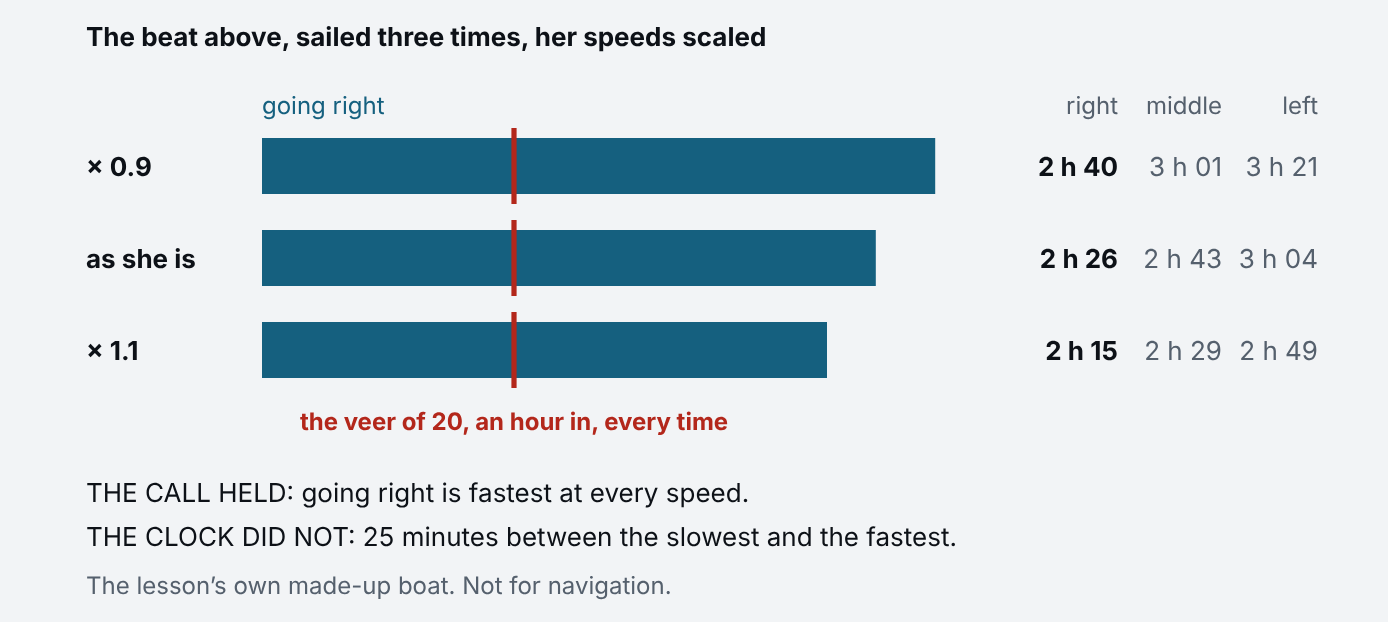 The beat above, sailed three times, her speeds scaled
going right right middle left
× 0.9 2 h 40 3 h 01 3 h 21
as she is 2 h 26 2 h 43 3 h 04
× 1.1 2 h 15 2 h 29 2 h 49
the veer of 20, an hour in, every time
THE CALL HELD: going right is fastest at every speed.
THE CLOCK DID NOT: 25 minutes between the slowest and the fastest.
The lesson’s own made-up boat. Not for navigation.